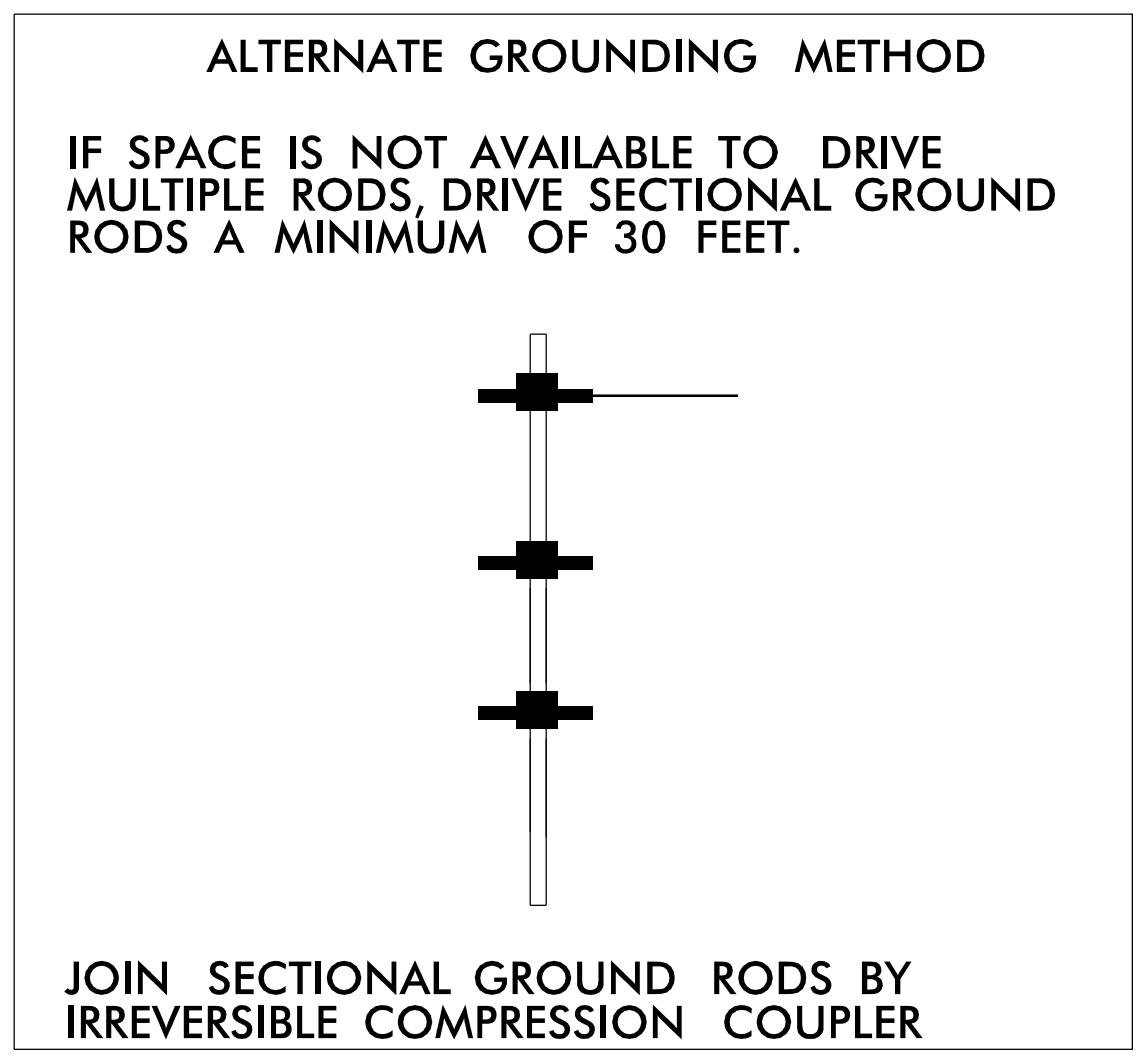 ALTERNATE GROUNDING METHOD
IF SPACE IS NOT AVAILABLE TO DRIVE
MULTIPLE RODS, DRIVE SECTIONAL GROUND
RODS A MINIMUM OF 30 FEET.
JOIN SECTIONAL GROUND RODS BY
IRREVERSIBLE COMPRESSION COUPLER